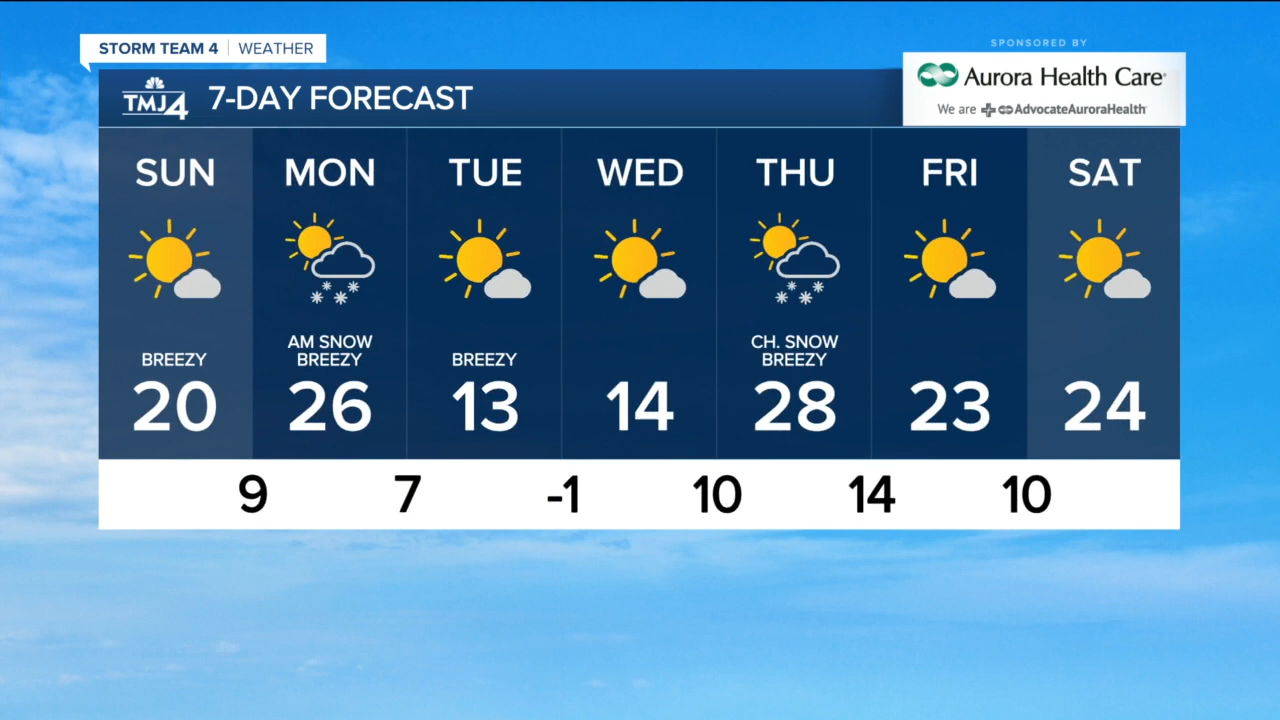 STORM TEAM 4 | WEATHER
SPONSORED BY
Aurora Health Care®
We are AdvocateAuroraHealth
TMJ4 7-DAY FORECAST
SUN MON TUE WED THU FRI SAT
AM SNOW CH. SNOW
BREEZY BREEZY BREEZY BREEZY
20 26 13 14 28 23 24
9 7 -1 10 14 10